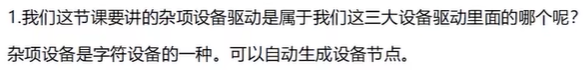 1.我们这节课要讲的杂项设备驱动是属于我们这三大设备驱动里面的哪个呢?
杂项设备是字符设备的一种。可以自动生成设备节点。